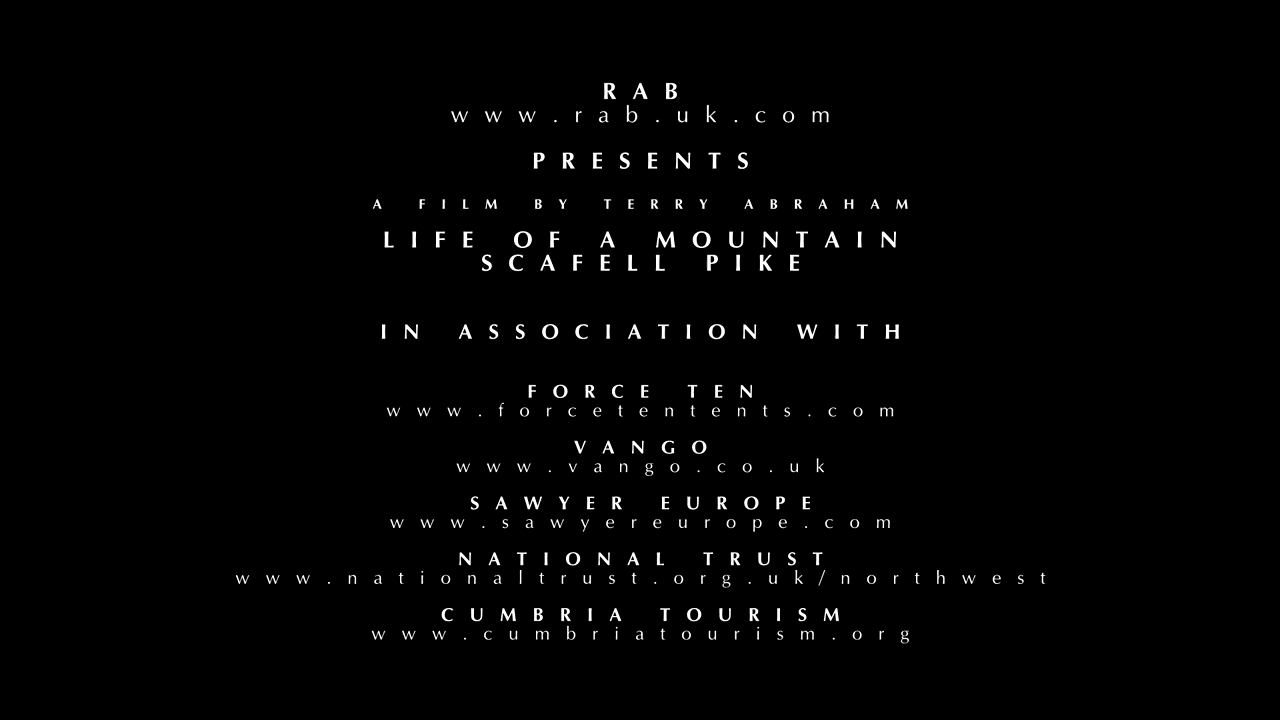 RAB
www.rab.uk.com
PRESENTS
A FILM BY TERRY ABRAHAM
LIFE OF A MOUNTAIN
SCAFELL PIKE
IN ASSOCIATION WITH
FORCE TEN
www.forcetentents.com
VANGO
www.vango.co.uk
SAWYER EUROPE
www.sawyereurope.com
NATIONAL TRUST
www.nationaltrust.org.uk/northwest
CUMBRIA TOURISM
www.cumbriatourism.org